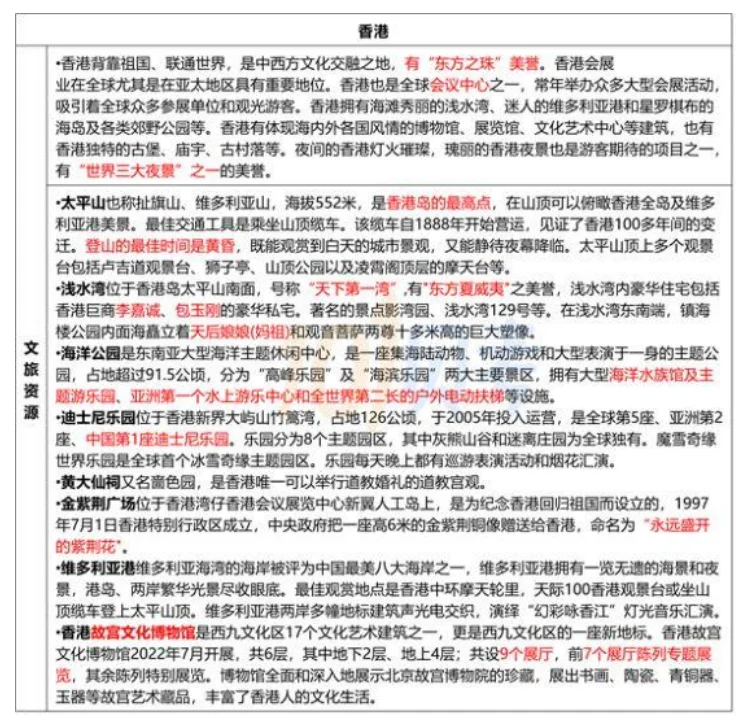 香港
文旅资源
•香港背靠祖国、联通世界，是中西方文化交融之地，有“东方之珠”美誉。香港会展
业在全球尤其是在亚太地区具有重要地位。香港也是全球会议中心之一，常年举办众多大型会展活动，
吸引着全球众多参展单位和观光游客。香港拥有海滩秀丽的浅水湾、迷人的维多利亚港和星罗棋布的
海岛及各类郊野公园等。香港有体现海内外各国风情的博物馆、展览馆、文化艺术中心等建筑，也有
香港独特的古堡、庙宇、古村落等。夜间的香港灯火璀璨，瑰丽的香港夜景也是游客期待的项目之一，
有“世界三大夜景”之一的美誉。
•太平山也称扯旗山、维多利亚山，海拔552米，是香港岛的最高点，在山顶可以俯瞰香港全岛及维多
利亚港美景。最佳交通工具是乘坐山顶缆车。该缆车自1888年开始营运，见证了香港100多年间的变
迁。登山的最佳时间是黄昏，既能观赏到白天的城市景观，又能静待夜幕降临。太平山顶上多个观景
台包括卢吉道观景台、狮子亭、山顶公园以及凌霄阁顶层的摩天台等。
•浅水湾位于香港岛太平山南面，号称“天下第一湾”,有"东方夏威夷"之美誉，浅水湾内豪华住宅包括
香港巨商李嘉诚、包玉刚的豪华私宅。著名的景点影湾园、浅水湾129号等。在浅水湾东南端，镇海
楼公园内面海矗立着天后娘娘(妈祖)和观音菩萨两尊十多米高的巨大塑像。
•海洋公园是东南亚大型海洋主题休闲中心，是一座集海陆动物、机动游戏和大型表演于一身的主题公
园，占地超过91.5公顷，分为“高峰乐园”及“海滨乐园”两大主要景区，拥有大型海洋水族馆及主
题游乐园、亚洲第一个水上游乐中心和全世界第二长的户外电动扶梯等设施。
•迪士尼乐园位于香港新界大屿山竹篙湾，占地126公顷，于2005年投入运营，是全球第5座、亚洲第2
座、中国第1座迪士尼乐园。乐园分为8个主题园区，其中灰熊山谷和迷离庄园为全球独有。魔雪奇缘
世界乐园是全球首个冰雪奇缘主题园区。乐园每天晚上都有巡游表演活动和烟花汇演。
•黄大仙祠又名啬色园，是香港唯一可以举行道教婚礼的道教宫观。
•金紫荆广场位于香港湾仔香港会议展览中心新翼人工岛上，是为纪念香港回归祖国而设立的，1997
年7月1日香港特别行政区成立，中央政府把一座高6米的金紫荆铜像赠送给香港，命名为“永远盛开
的紫荆花"。
•维多利亚港维多利亚海湾的海岸被评为中国最美八大海岸之一，维多利亚港拥有一览无遗的海景和夜
景，港岛、两岸繁华光景尽收眼底。最佳观赏地点是香港中环摩天轮里，天际100香港观景台或坐山
顶缆车登上太平山顶。维多利亚港两岸多幢地标建筑声光电交织，演绎“幻彩咏香江”灯光音乐汇演。
•香港故宫文化博物馆是西九文化区17个文化艺术建筑之一，更是西九文化区的一座新地标。香港故宫
文化博物馆2022年7月开展，共6层，其中地下2层、地上4层；共设9个展厅，前7个展厅陈列专题展
览，其余陈列特别展览。博物馆全面和深入地展示北京故宫博物院的珍藏，展出书画、陶瓷、青铜器、
玉器等故宫艺术藏品，丰富了香港人的文化生活。